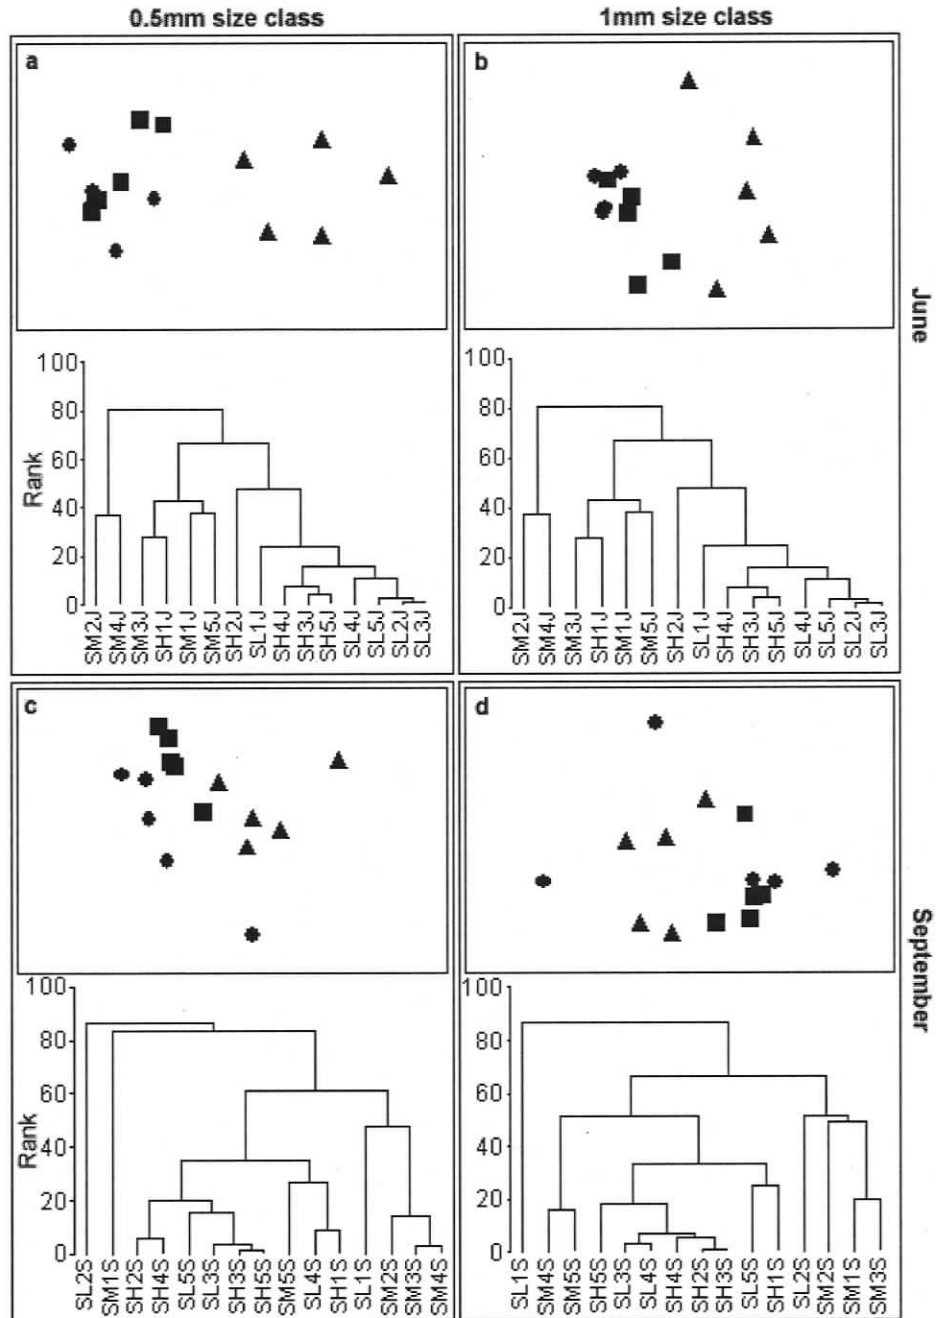 0.5mm size class
1mm size class
a
b
June
100
80
60
40
20
0
Rank
SM2J SM4J SM3J SH1J SM1J SM5J SH2J SL1J SH4J SH3J SH5J SL4J SL5J SL2J SL3J
100
80
60
40
20
0
SM2J SM4J SM3J SH1J SM1J SM5J SH2J SL1J SH4J SH3J SH5J SL4J SL5J SL2J SL3J
c
d
September
100
80
60
40
20
0
Rank
SL2S SM1S SH2S SH4S SL5S SL3S SH3S SH5S SM5S SL4S SH1S SL1S SM2S SM3S SM4S
100
80
60
40
20
0
SL1S SM4S SM5S SH5S SL3S SL4S SH4S SH2S SH3S SL5S SH1S SL2S SM2S SM1S SM3S